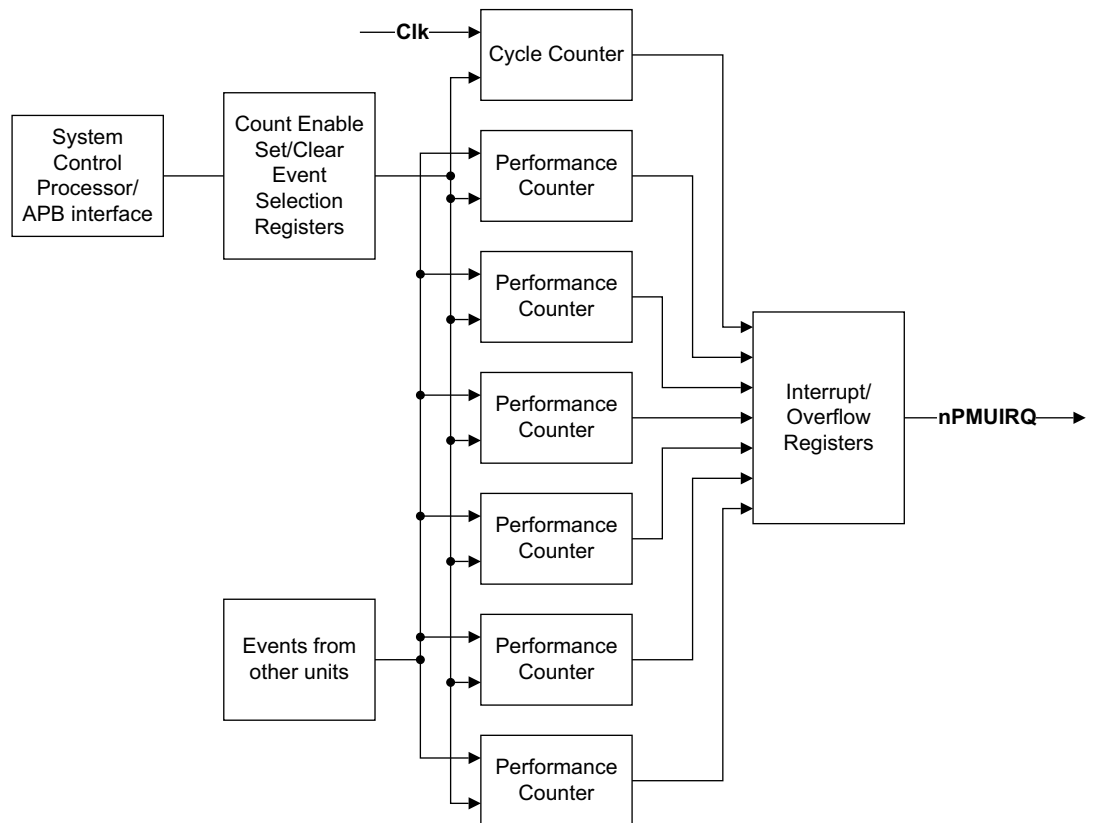 Clk
Cycle Counter
System
Control
Processor/
APB interface
Count Enable
Set/Clear
Event
Selection
Registers
Performance
Counter
Performance
Counter
Performance
Counter
Performance
Counter
Performance
Counter
Performance
Counter
Events from
other units
Interrupt/
Overflow
Registers
nPMUIRQ